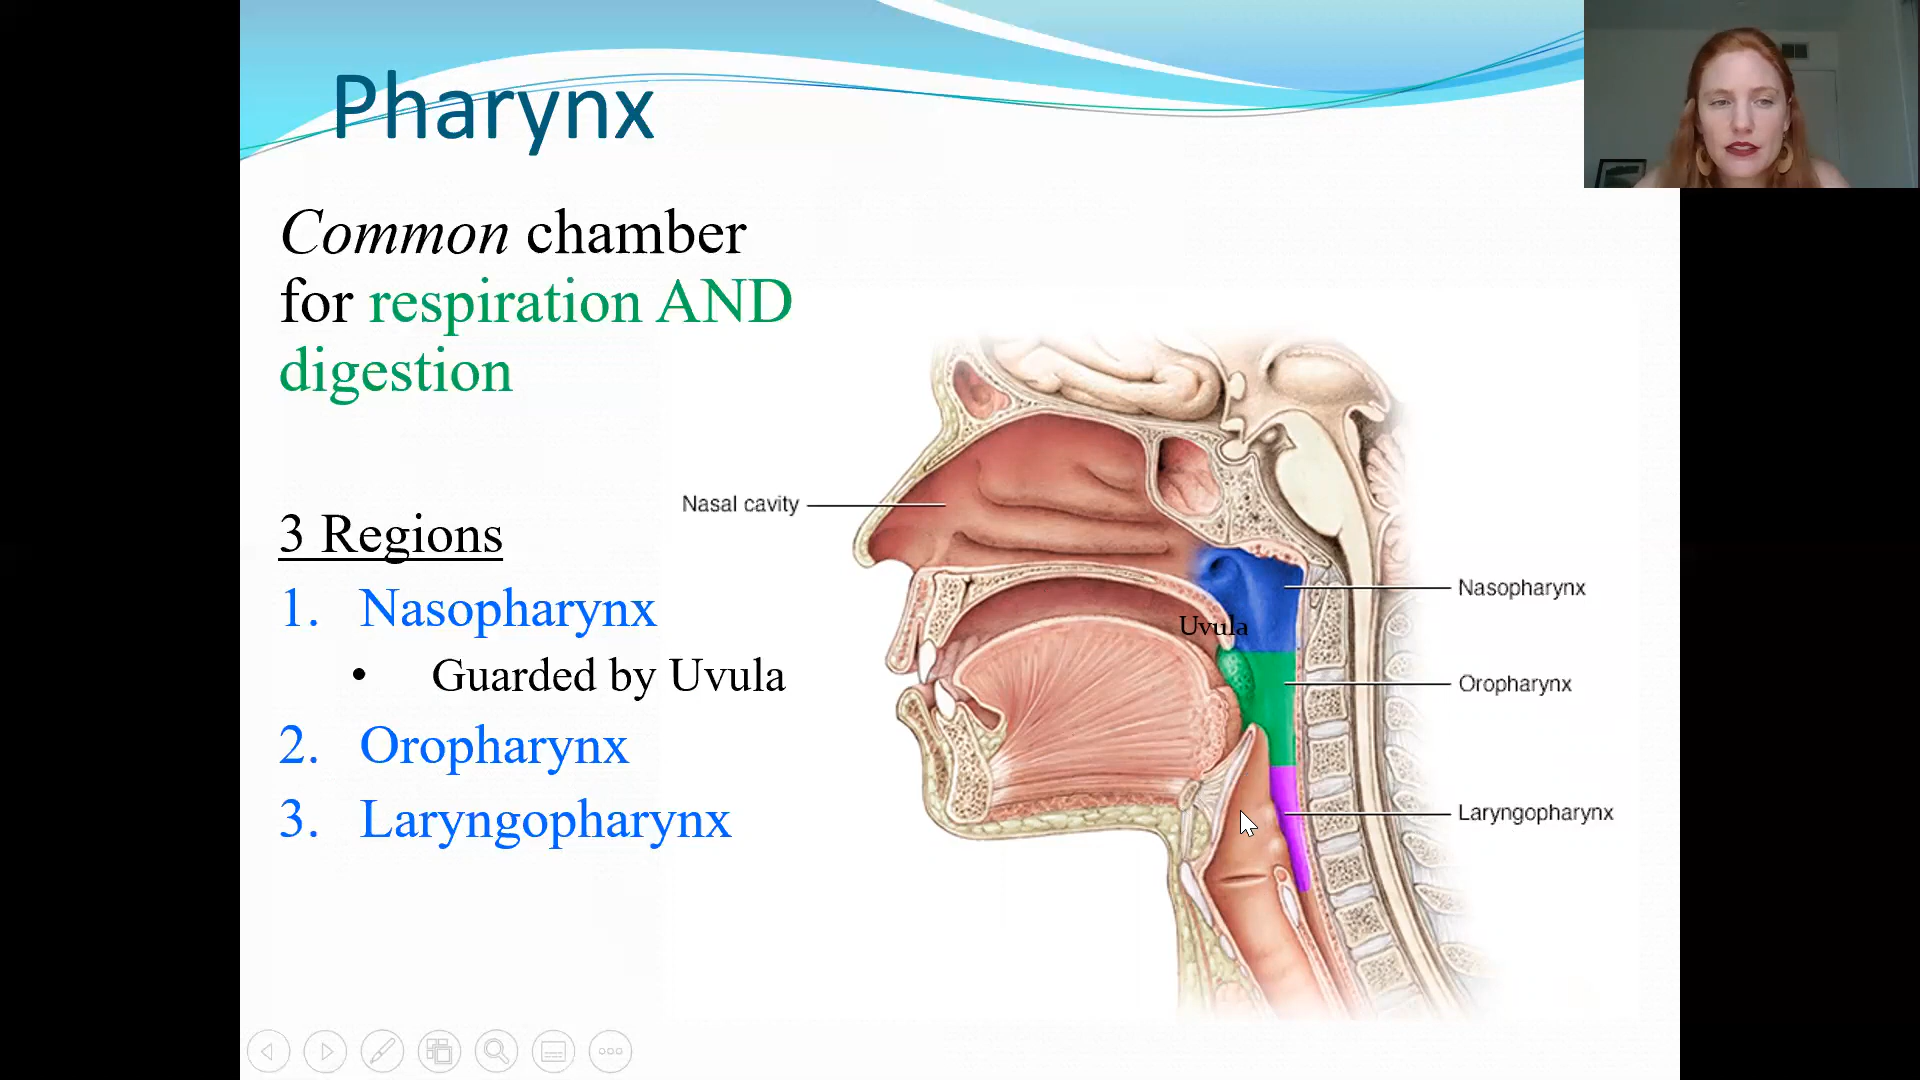 Pharynx
Common chamber
for respiration AND
digestion
3 Regions
1. Nasopharynx
• Guarded by Uvula
2. Oropharynx
3. Laryngopharynx
Nasal cavity
Uvula
Nasopharynx
Oropharynx
Laryngopharynx